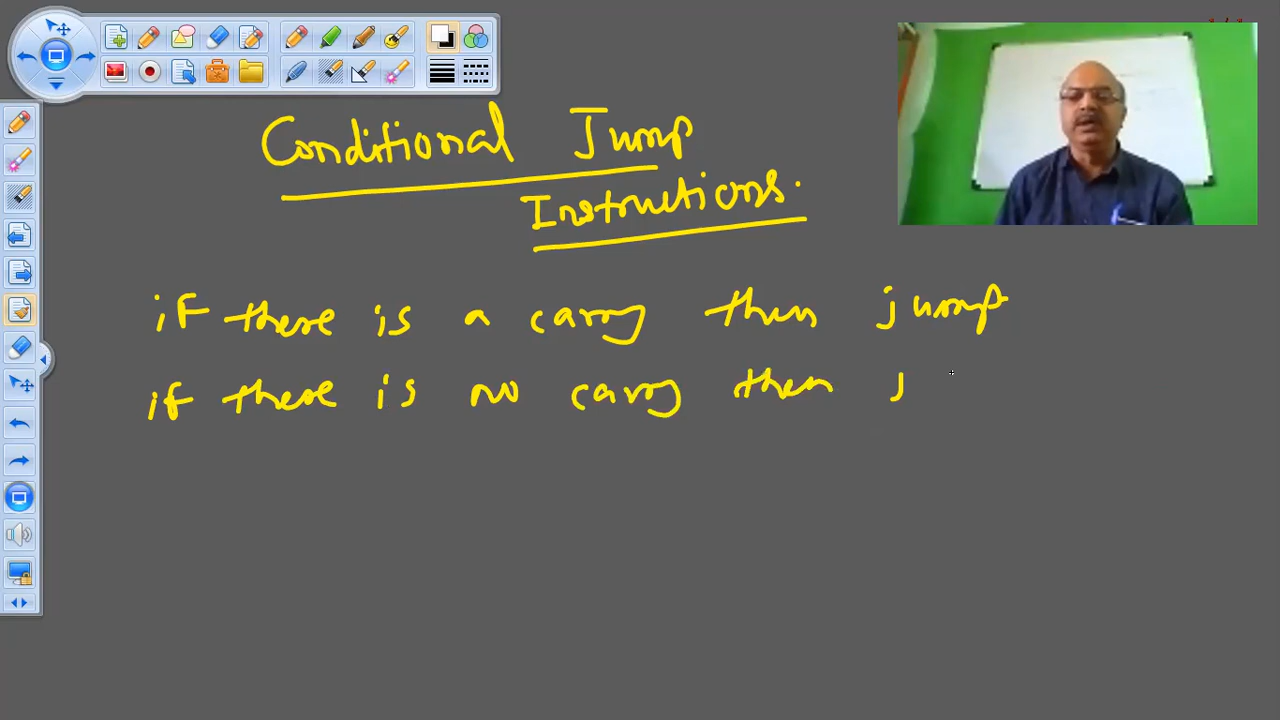 Conditional Jump
Instructions.
if there is a carry then jump
if there is no carry then j